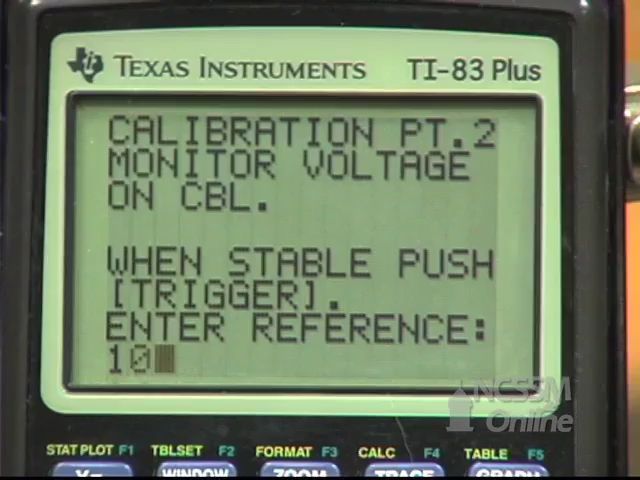 TEXAS INSTRUMENTS TI-83 Plus
CALIBRATION PT.2
MONITOR VOLTAGE
ON CBL.
WHEN STABLE PUSH
[TRIGGER].
ENTER REFERENCE:
10
NCSSM
Online
STAT PLOT F1 TBLSET F2 FORMAT F3 CALC F4 TABLE F5
Y= WINDOW ZOOM TRACE GRAPH